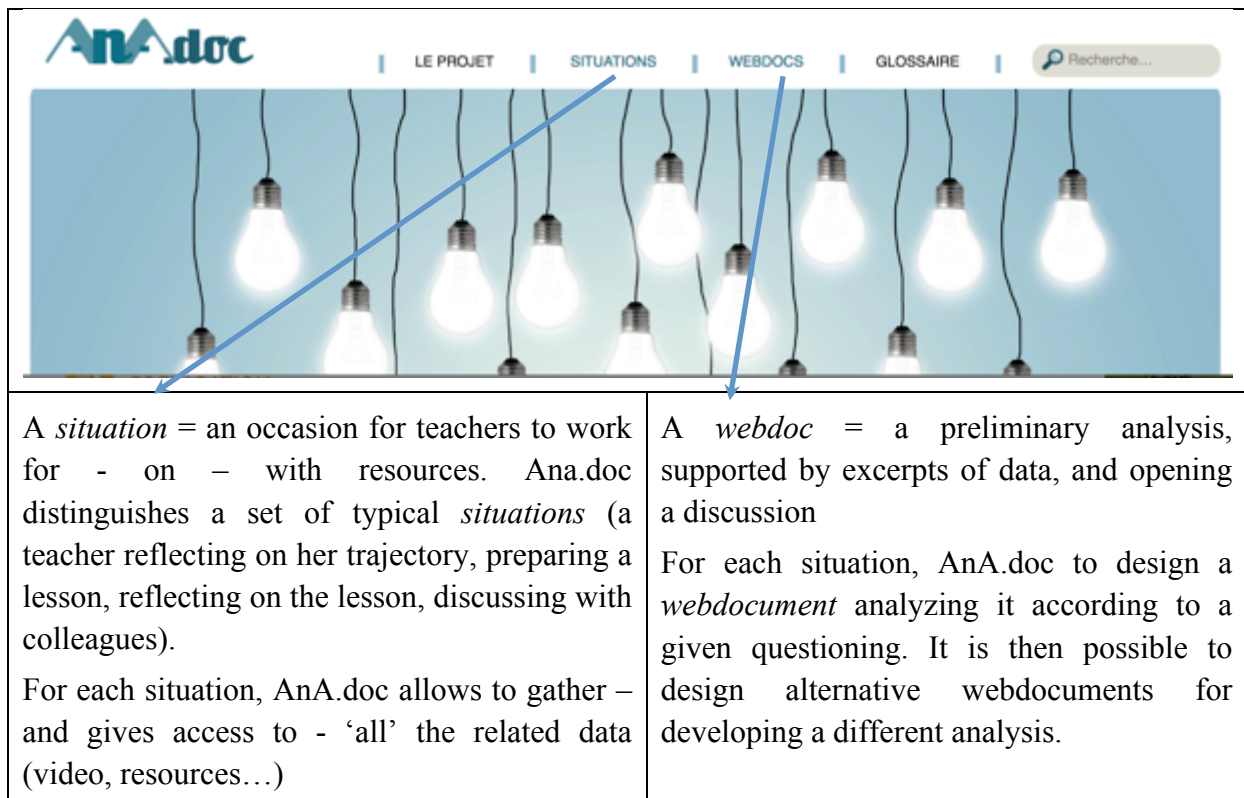 AnAdoc
LE PROJET
SITUATIONS
WEBDOCS
GLOSSAIRE
Recherche...
A situation = an occasion for teachers to work
for - on – with resources. Ana.doc
distinguishes a set of typical situations (a
teacher reflecting on her trajectory, preparing a
lesson, reflecting on the lesson, discussing with
colleagues).
For each situation, AnA.doc allows to gather –
and gives access to - ‘all’ the related data
(video, resources…)
A webdoc = a preliminary analysis,
supported by excerpts of data, and opening
a discussion
For each situation, AnA.doc to design a
webdocument analyzing it according to a
given questioning. It is then possible to
design alternative webdocuments for
developing a different analysis.